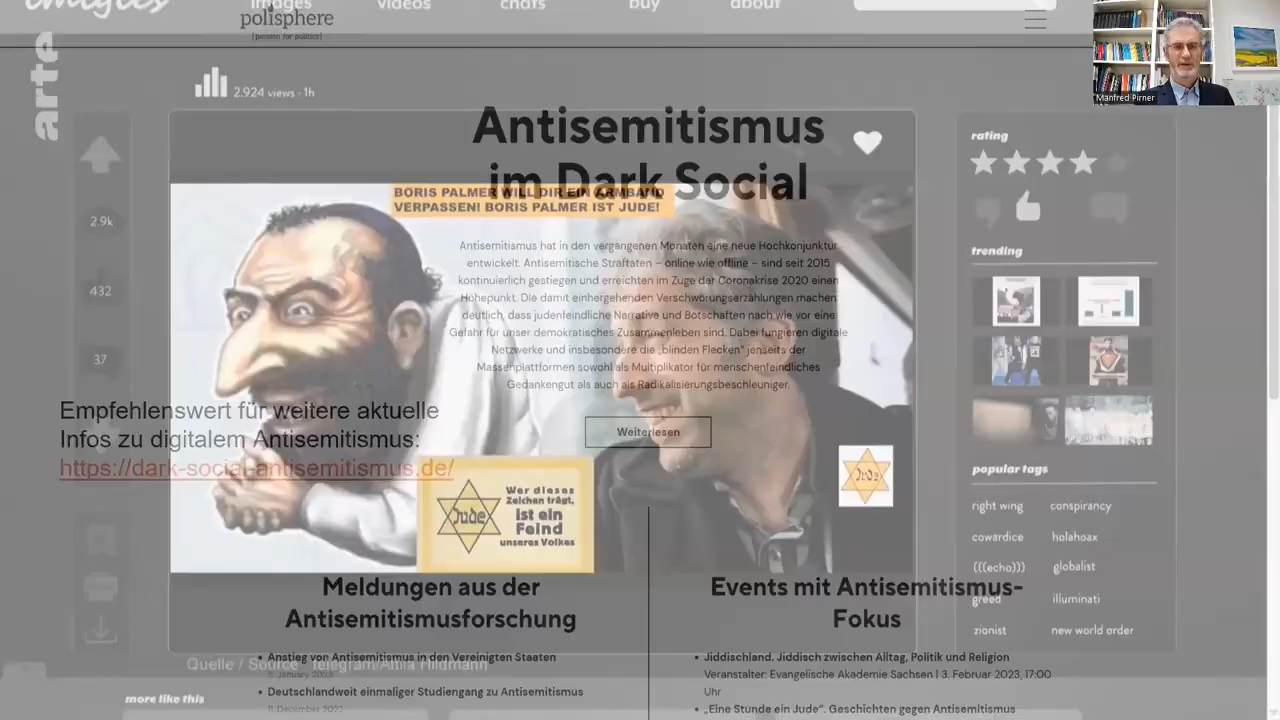 images
videos
chats
buy
about
polisphere
[passion for politics]
arte
Manfred Pirner
2.924 views · 1h
Antisemitismus
im Dark Social
rating
BORIS PALMER WILL DIR EIN ARMBAND
VERPASSEN! BORIS PALMER IST JUDE!
2.9k
432
37
Antisemitismus hat in den vergangenen Monaten eine neue Hochkonjunktur
entwickelt. Antisemitische Straftaten – online wie offline – sind seit 2015
kontinuierlich gestiegen und erreichten im Zuge der Coronakrise 2020 einen
Höhepunkt. Die damit einhergehenden Verschwörungserzählungen machen
deutlich, dass judenfeindliche Narrative und Botschaften nach wie vor eine
Gefahr für unser demokratisches Zusammenleben sind. Dabei fungieren digitale
Netzwerke und insbesondere die „blinden Flecken" jenseits der
Massenplattformen sowohl als Multiplikator für menschenfeindliches
Gedankengut als auch als Radikalisierungsbeschleuniger.
Weiterlesen
trending
Empfehlenswert für weitere aktuelle
Infos zu digitalem Antisemitismus:
https://dark-social-antisemitismus.de/
Jude
Wer dieses
Zeichen trägt,
ist ein
Feind
unseres Volkes
Jude
popular tags
right wing
conspiracy
cowardice
holahoax
(((echo)))
globalist
greed
illuminati
zionist
new world order
Meldungen aus der
Antisemitismusforschung
• Anstieg von Antisemitismus in den Vereinigten Staaten
5. January 2023
• Deutschlandweit einmaliger Studiengang zu Antisemitismus
11. December 2022
Events mit Antisemitismus-
Fokus
• Jiddischland. Jiddisch zwischen Alltag, Politik und Religion
Veranstalter: Evangelische Akademie Sachsen | 3. Februar 2023, 17:00
Uhr
• „Eine Stunde ein Jude". Geschichten gegen Antisemitismus
Quelle / Source : telegram/Attila Hildmann
more like this